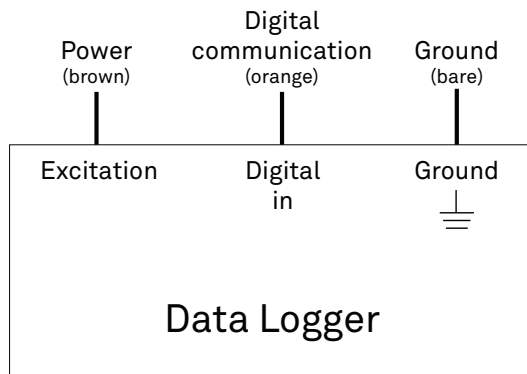 Digital
Power communication Ground
(brown) (orange) (bare)
Excitation Digital Ground
in
Data Logger